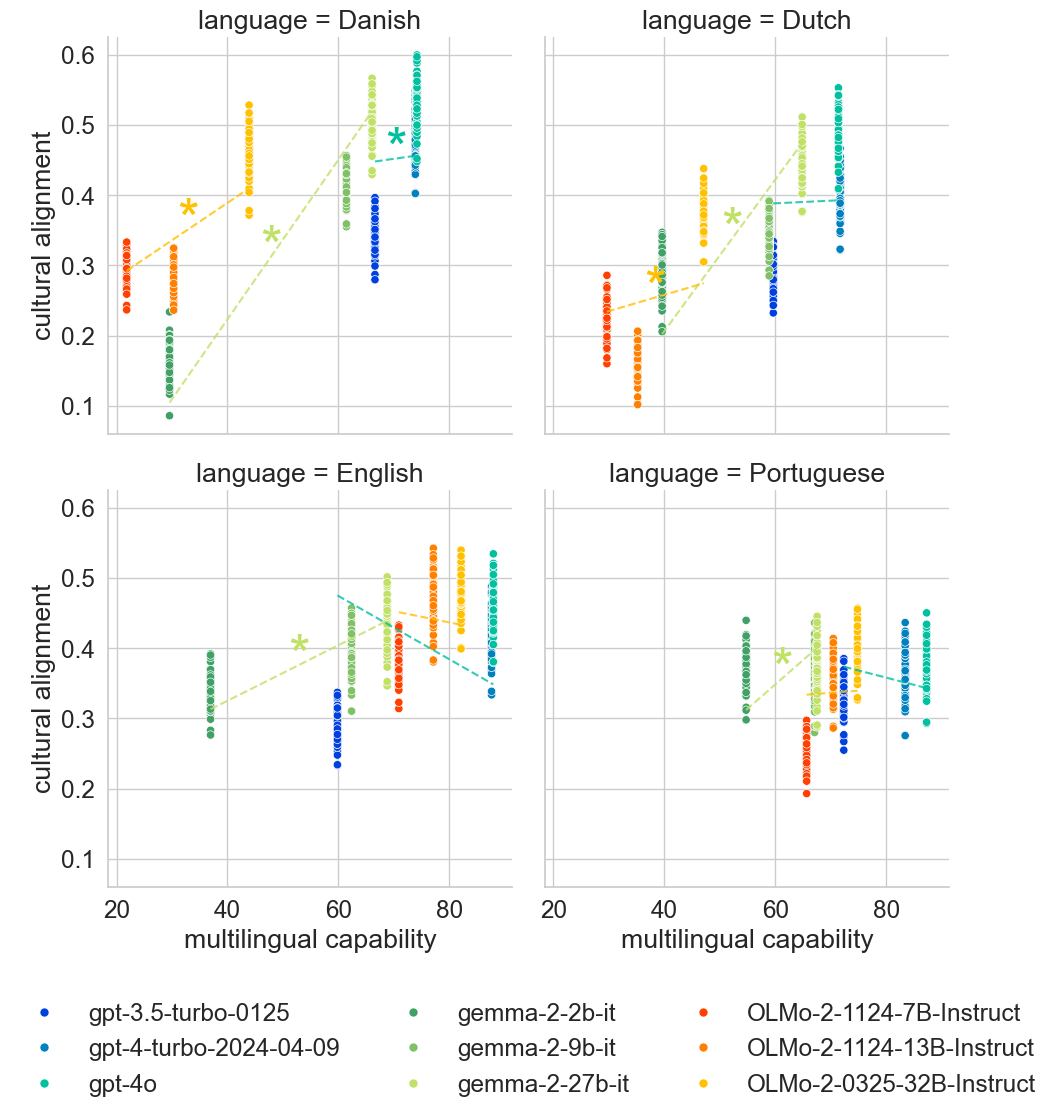 language = Danish
language = Dutch
0.6
0.5
0.4
0.3
0.2
0.1
cultural alignment
*
*
*
*
*
language = English
language = Portuguese
0.6
0.5
0.4
0.3
0.2
0.1
cultural alignment
*
*
20
40
60
80
20
40
60
80
multilingual capability
multilingual capability
gpt-3.5-turbo-0125
gpt-4-turbo-2024-04-09
gpt-4o
gemma-2-2b-it
gemma-2-9b-it
gemma-2-27b-it
OLMo-2-1124-7B-Instruct
OLMo-2-1124-13B-Instruct
OLMo-2-0325-32B-Instruct